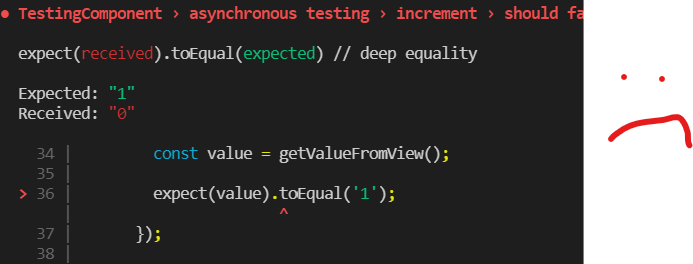 ● TestingComponent › asynchronous testing › increment › should fa
expect(received).toEqual(expected) // deep equality
Expected: "1"
Received: "0"
34 | const value = getValueFromView();
35 |
> 36 | expect(value).toEqual('1');
| ^
37 | });
38 |